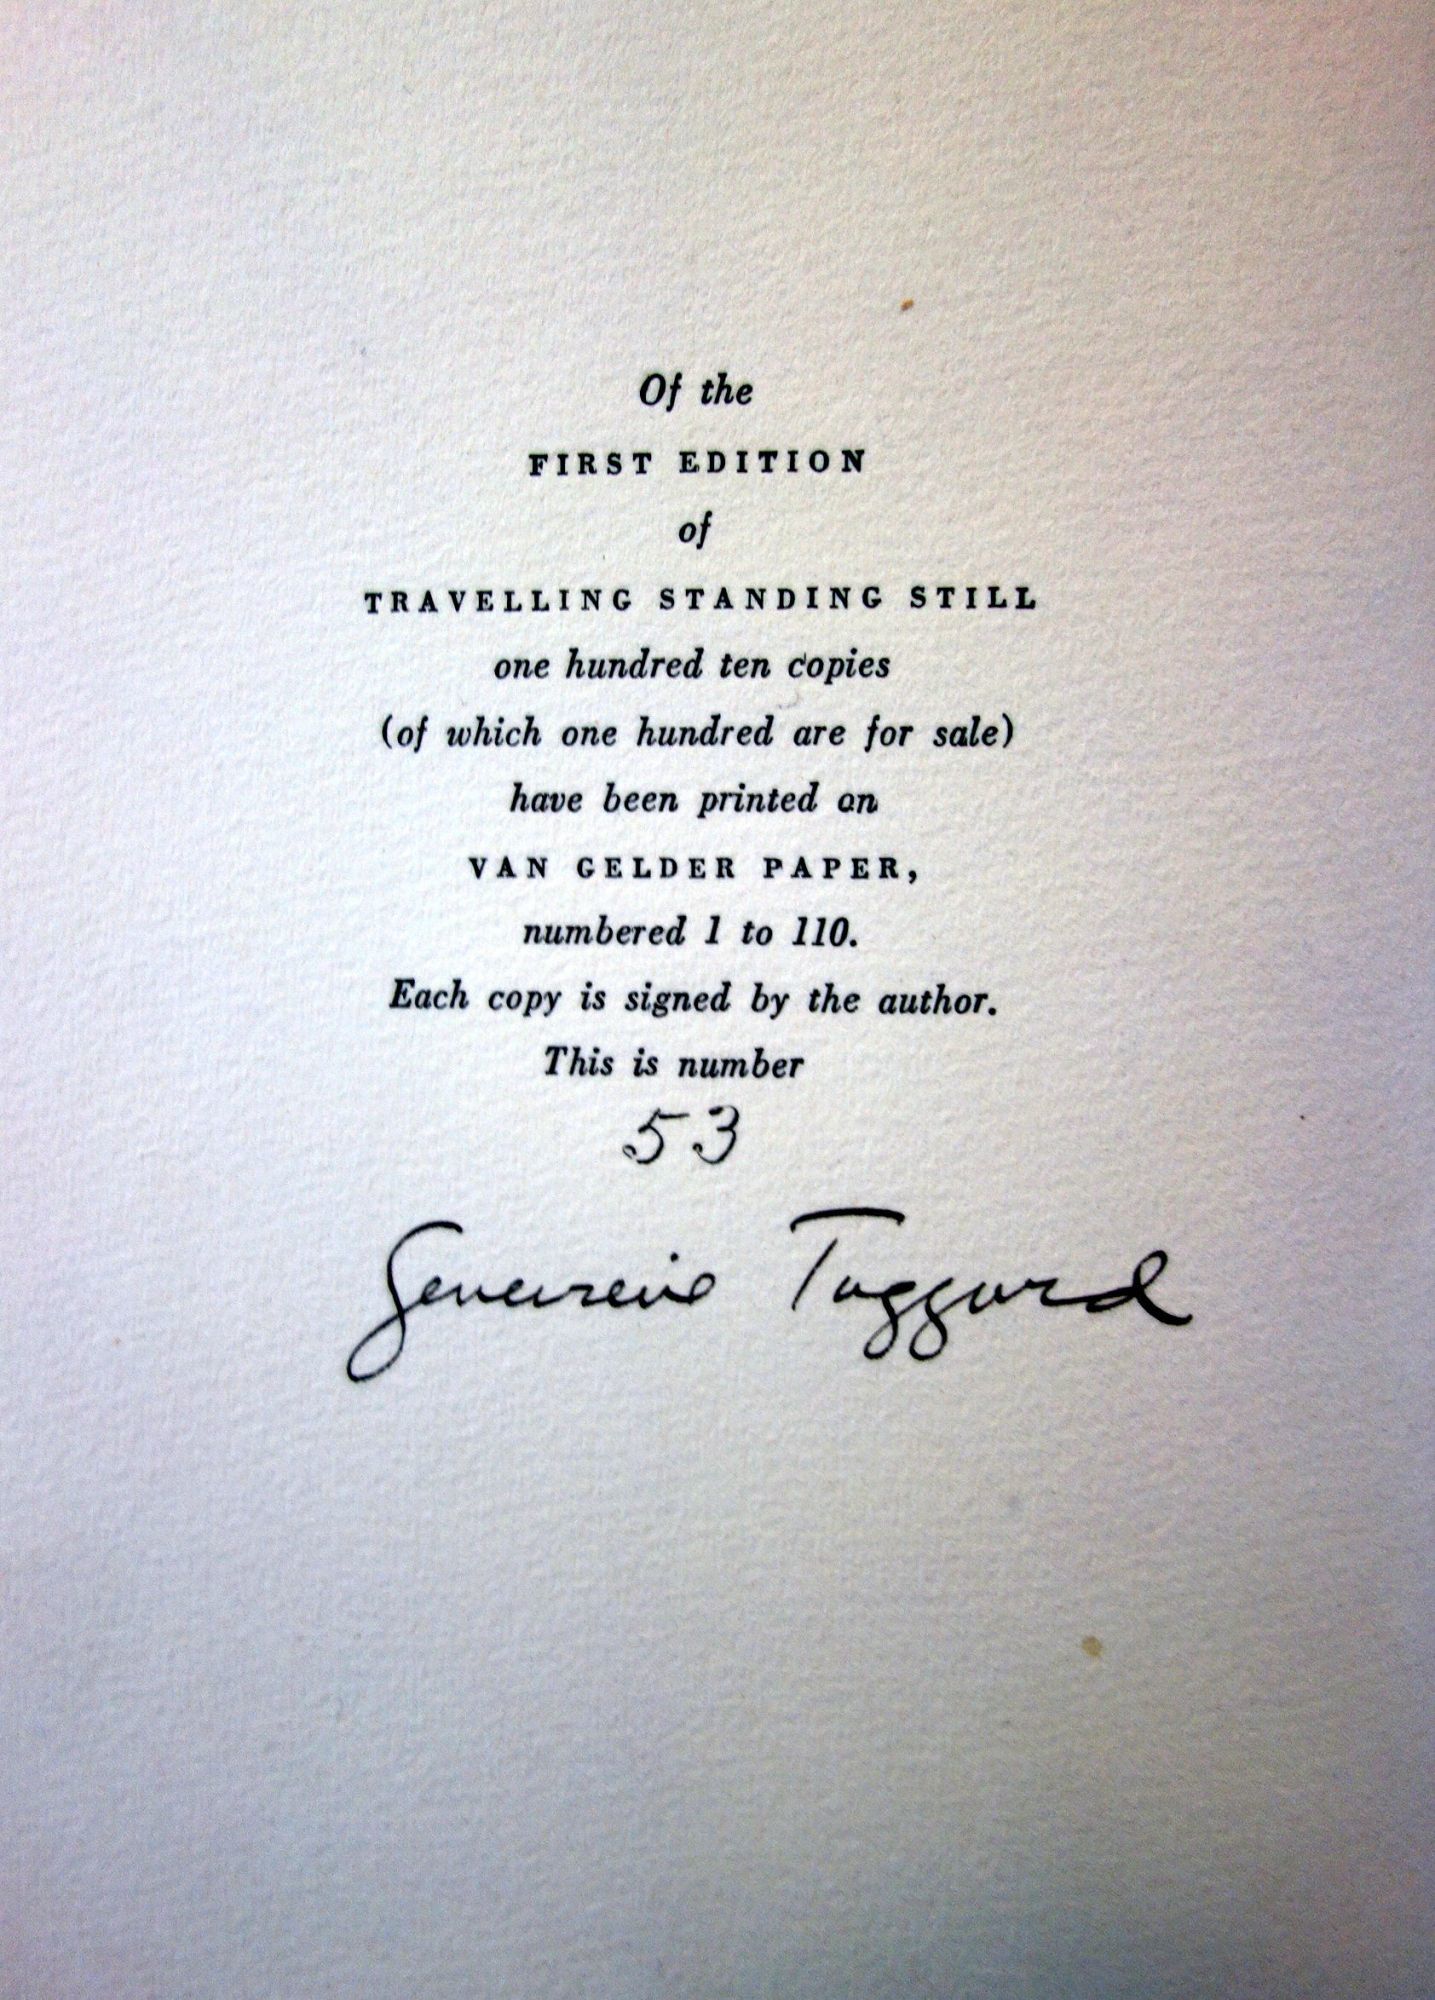 Of the
FIRST EDITION
of
TRAVELLING STANDING STILL
one hundred ten copies
(of which one hundred are for sale)
have been printed on
VAN GELDER PAPER,
numbered 1 to 110.
Each copy is signed by the author.
This is number
53
Genevieve Taggard